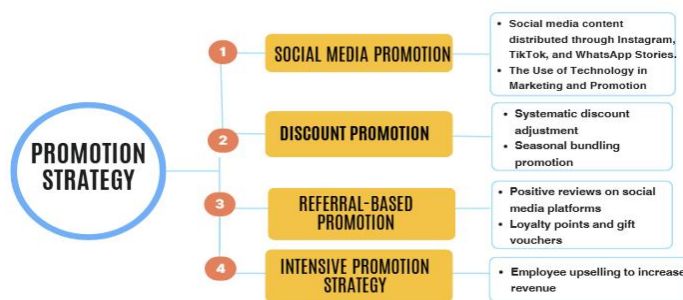 PROMOTION
STRATEGY
1
SOCIAL MEDIA PROMOTION
• Social media content
distributed through Instagram,
TikTok, and WhatsApp Stories.
• The Use of Technology in
Marketing and Promotion
2
DISCOUNT PROMOTION
• Systematic discount
adjustment
• Seasonal bundling
promotion
3
REFERRAL-BASED
PROMOTION
• Positive reviews on social
media platforms
• Loyalty points and gift
vouchers
4
INTENSIVE PROMOTION
STRATEGY
• Employee upselling to increase
revenue